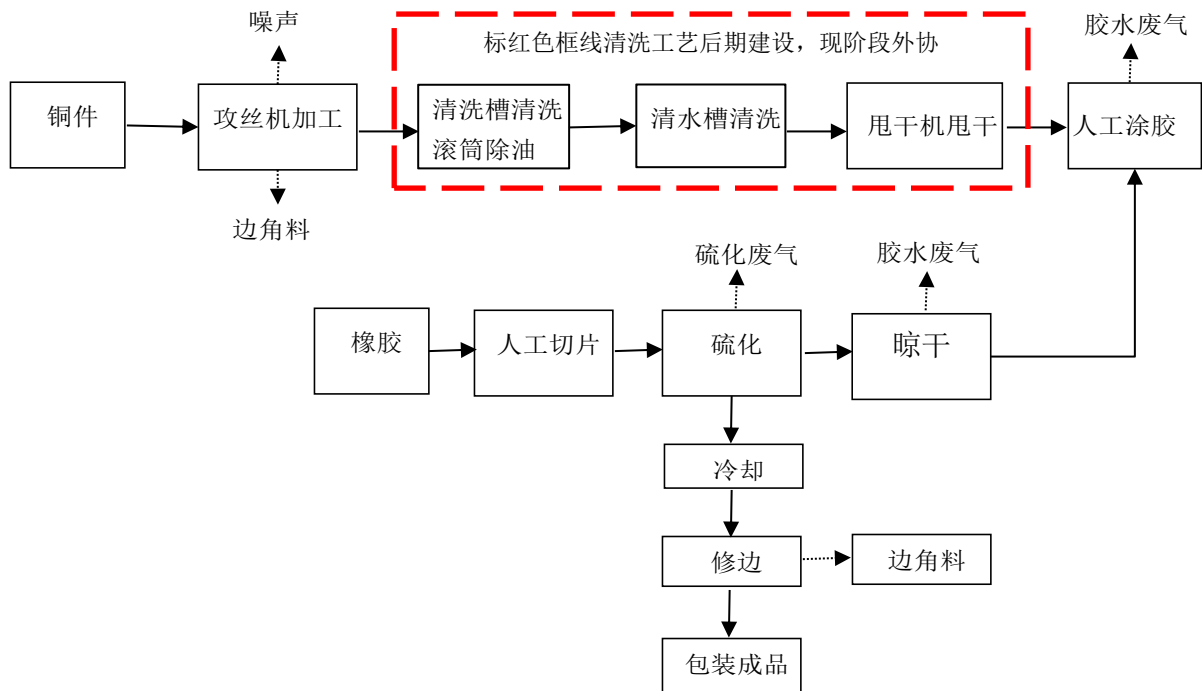 噪声
胶水废气
标红色框线清洗工艺后期建设，现阶段外协
铜件
攻丝机加工
清洗槽清洗
滚筒除油
清水槽清洗
甩干机甩干
人工涂胶
边角料
硫化废气
胶水废气
橡胶
人工切片
硫化
晾干
冷却
修边
边角料
包装成品